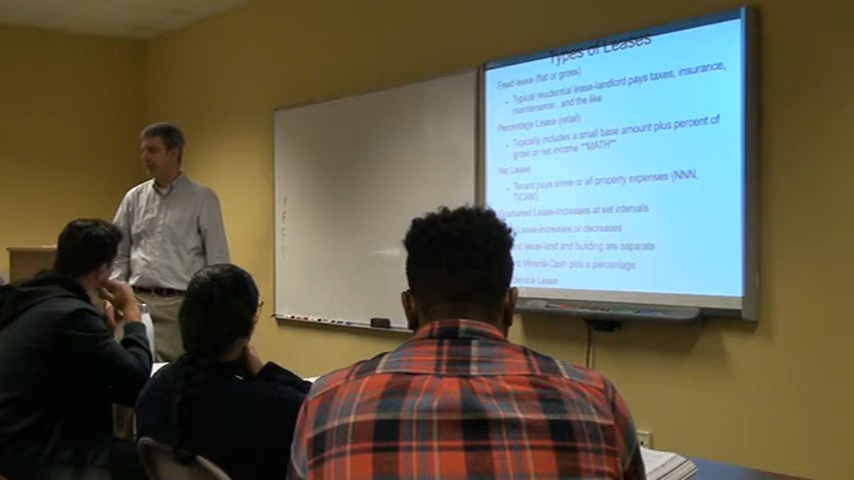 Types of Leases
Fixed lease (flat or gross)
- Typical residential lease-landlord pays taxes, insurance,
maintenance, and the like
Percentage Lease (retail)
- Typically includes a small base amount plus percent of
gross or net income **MATH**
Net Lease
- Tenant pays some or all property expenses (NNN,
TICAM)
Graduated Lease-increases at set intervals
Lease-increases or decreases
lease-land and building are separate
Mineral-Cash plus a percentage
Lease